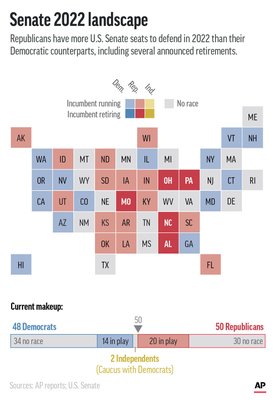 Senate 2022 landscape
Republicans have more U.S. Senate seats to defend in 2022 than their
Democratic counterparts, including several announced retirements.
Dem. Rep. Ind.
Incumbent running
No race
Incumbent retiring
ME
AK WI VT NH
WA ID MT ND MN IL MI NY MA
OR NV WY SD IA IN OH PA NJ CT RI
CA UT CO NE MO KY WV VA MD DE
AZ NM KS AR TN NC SC
OK LA MS AL GA
HI TX FL
Current makeup:
50
48 Democrats 50 Republicans
34 no race 14 in play 20 in play 30 no race
2 Independents
(Caucus with Democrats)
Sources: AP reports; U.S. Senate AP